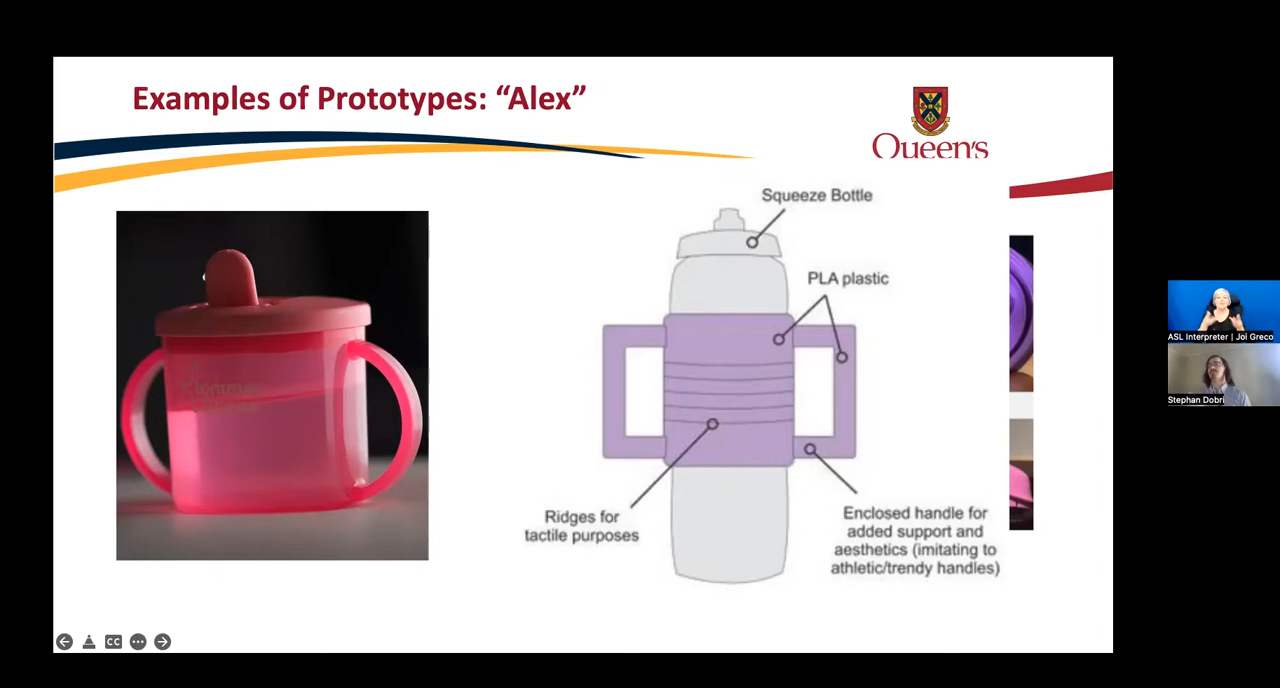 Examples of Prototypes: “Alex”
Queen's
Squeeze Bottle
PLA plastic
Ridges for
tactile purposes
Enclosed handle for
added support and
aesthetics (imitating to
athletic/trendy handles)
CC
ASL Interpreter | Joi Greco
Stephan Dobri